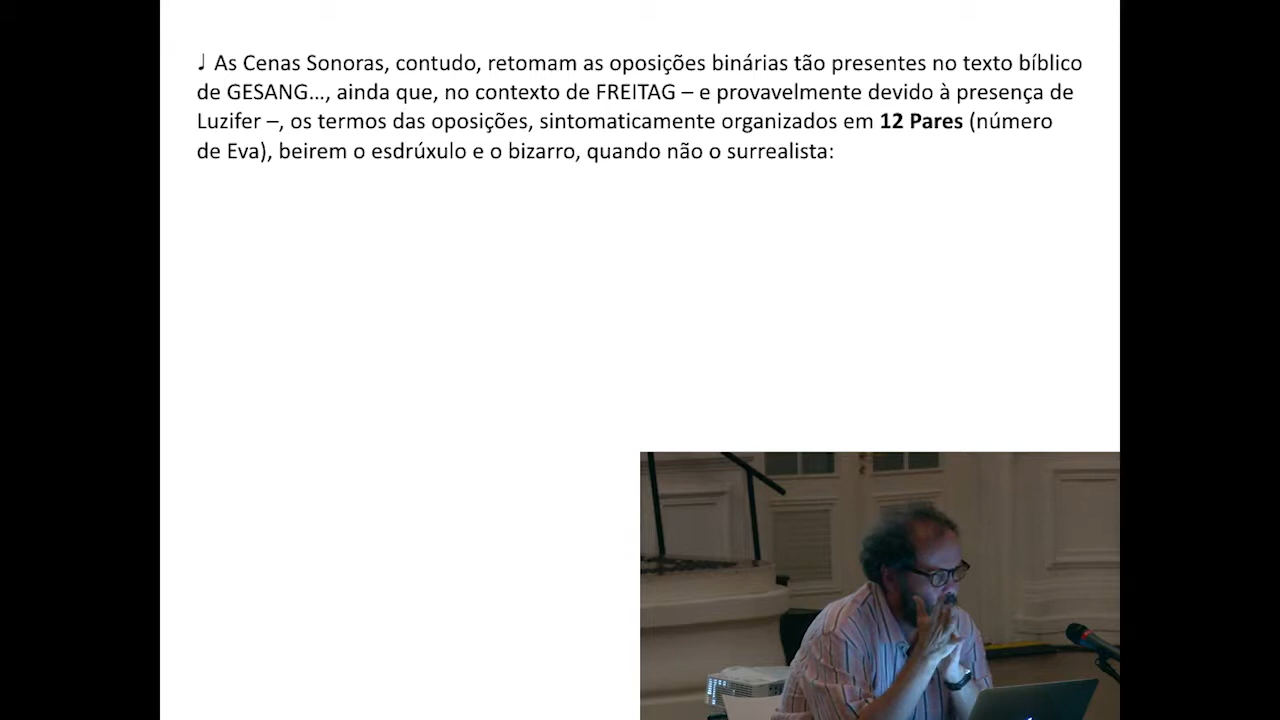 ♩ As Cenas Sonoras, contudo, retomam as oposições binárias tão presentes no texto bíblico
de GESANG..., ainda que, no contexto de FREITAG – e provavelmente devido à presença de
Luzifer –, os termos das oposições, sintomaticamente organizados em 12 Pares (número
de Eva), beirem o esdrúxulo e o bizarro, quando não o surrealista: